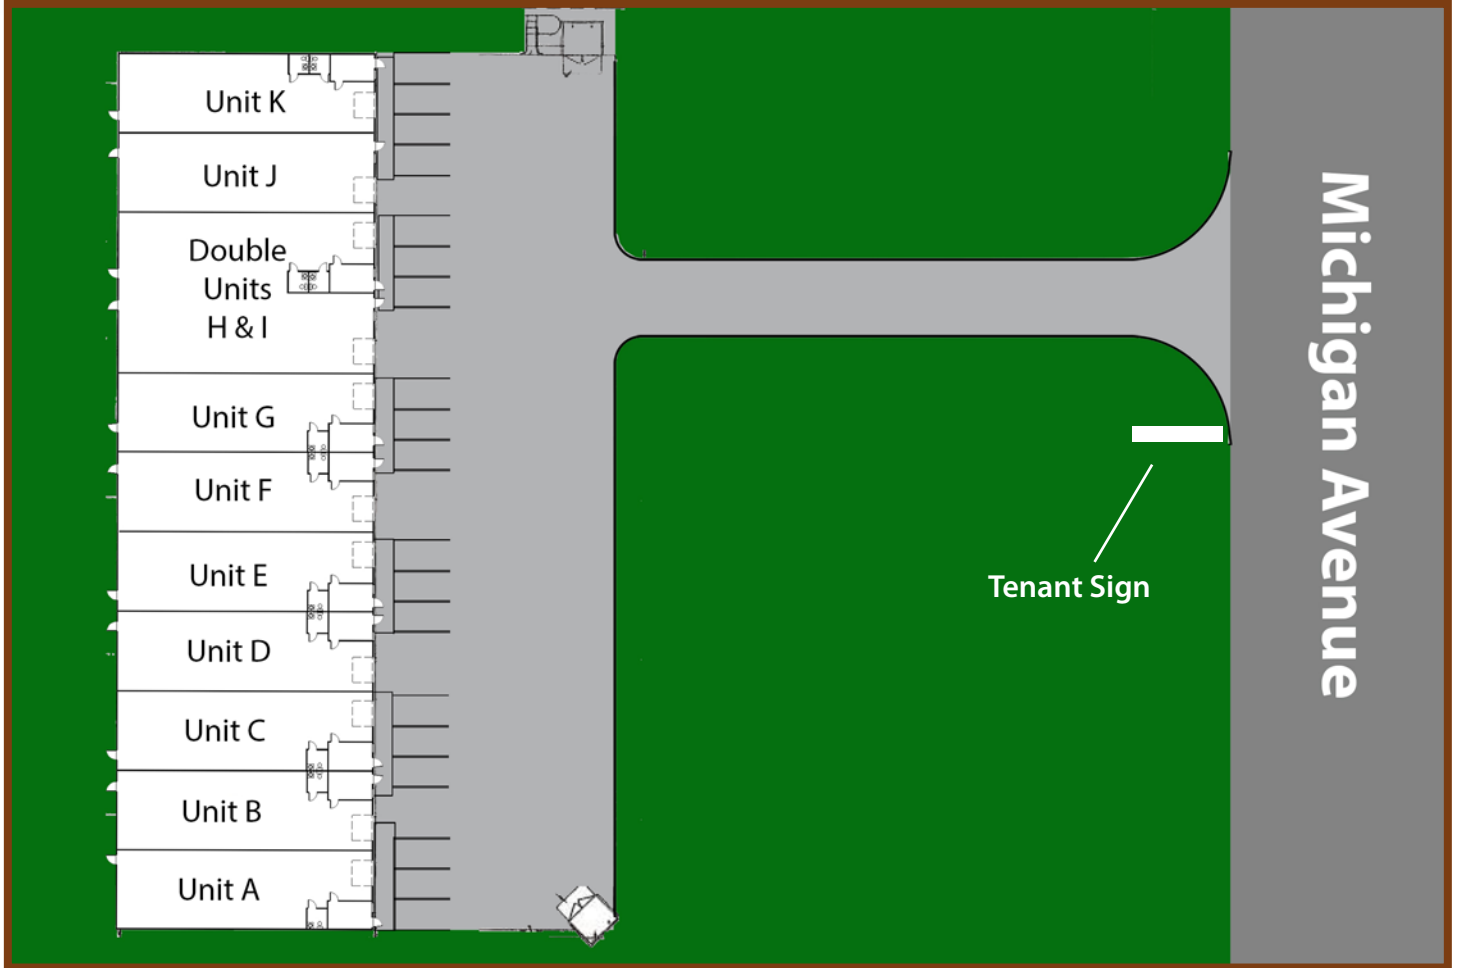 Unit K
Unit J
Double
Units
H & I
Unit G
Unit F
Unit E
Unit D
Unit C
Unit B
Unit A
Tenant Sign
Michigan Avenue